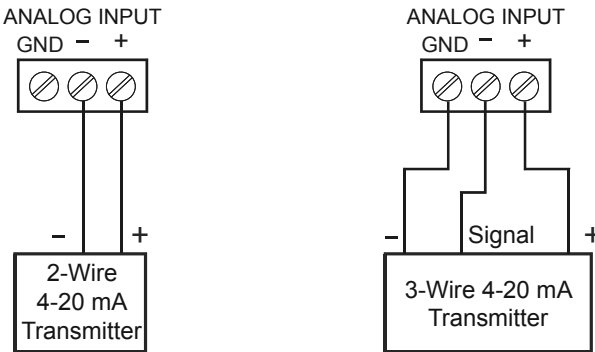 ANALOG INPUT
GND − +
− +
2-Wire
4-20 mA
Transmitter
ANALOG INPUT
GND − +
− Signal +
3-Wire 4-20 mA
Transmitter